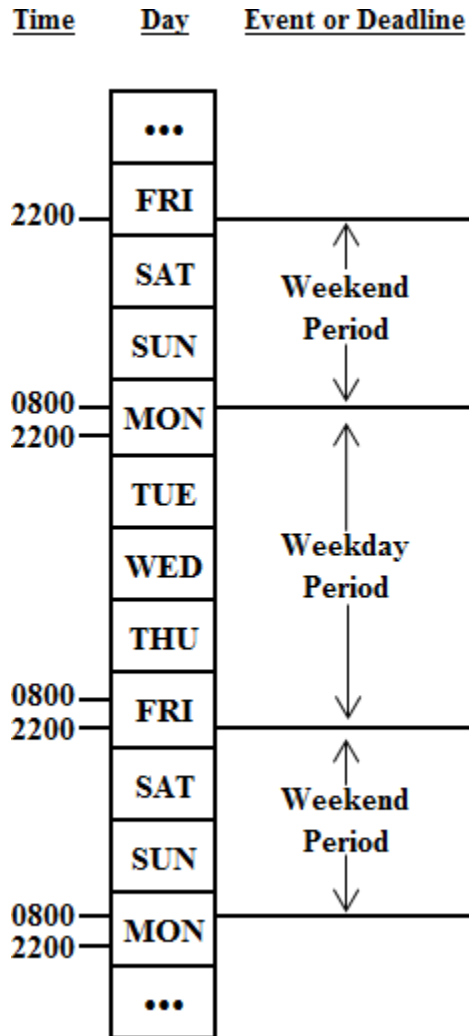 Time Day Event or Deadline
•••
FRI
2200
SAT
Weekend
Period
SUN
0800
MON
2200
TUE
Weekday
Period
WED
THU
0800
FRI
2200
SAT
Weekend
Period
SUN
0800
MON
2200
•••